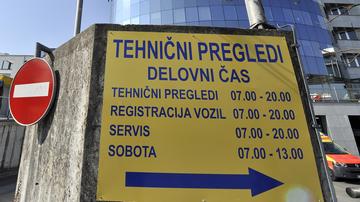 TEHNIČNI PREGLEDI
DELOVNI ČAS
TEHNIČNI PREGLEDI 07.00 - 20.00
REGISTRACIJA VOZIL 07.00 - 20.00
SERVIS 07.00 - 20.00
SOBOTA 07.00 - 13.00